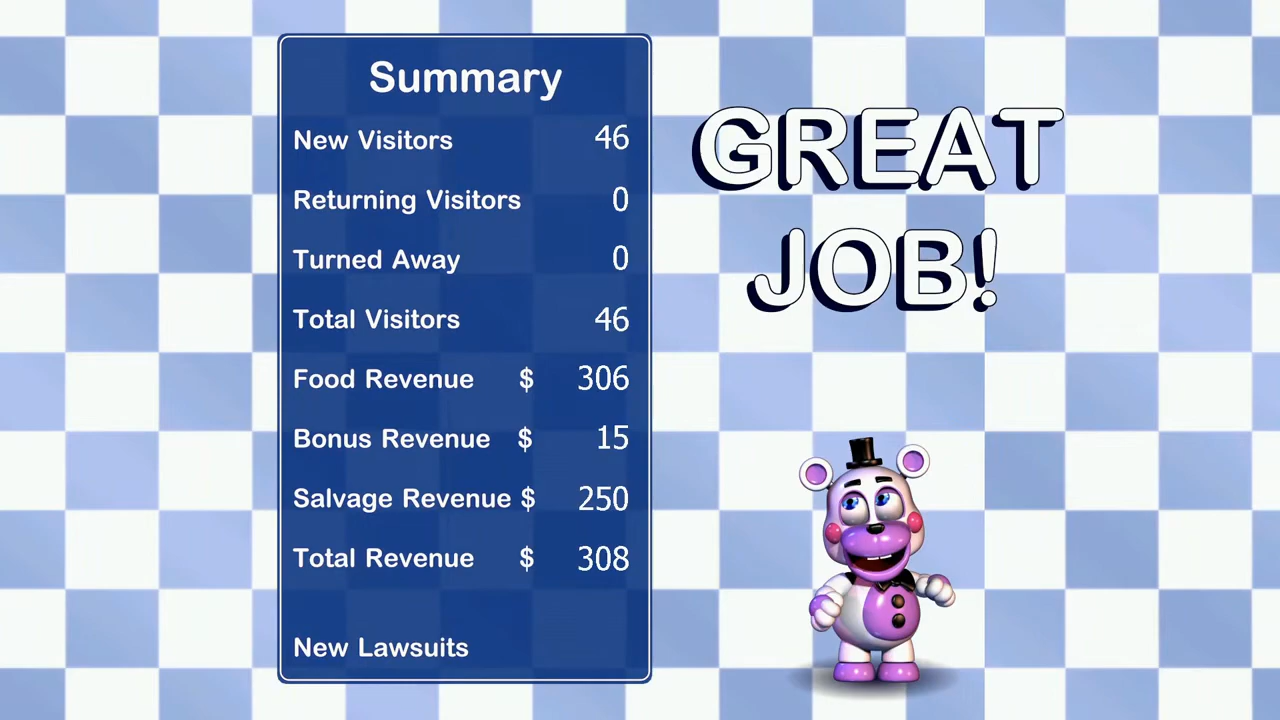 Summary
New Visitors 46
Returning Visitors 0
Turned Away 0
Total Visitors 46
Food Revenue $ 306
Bonus Revenue $ 15
Salvage Revenue $ 250
Total Revenue $ 308
New Lawsuits
GREAT
JOB!